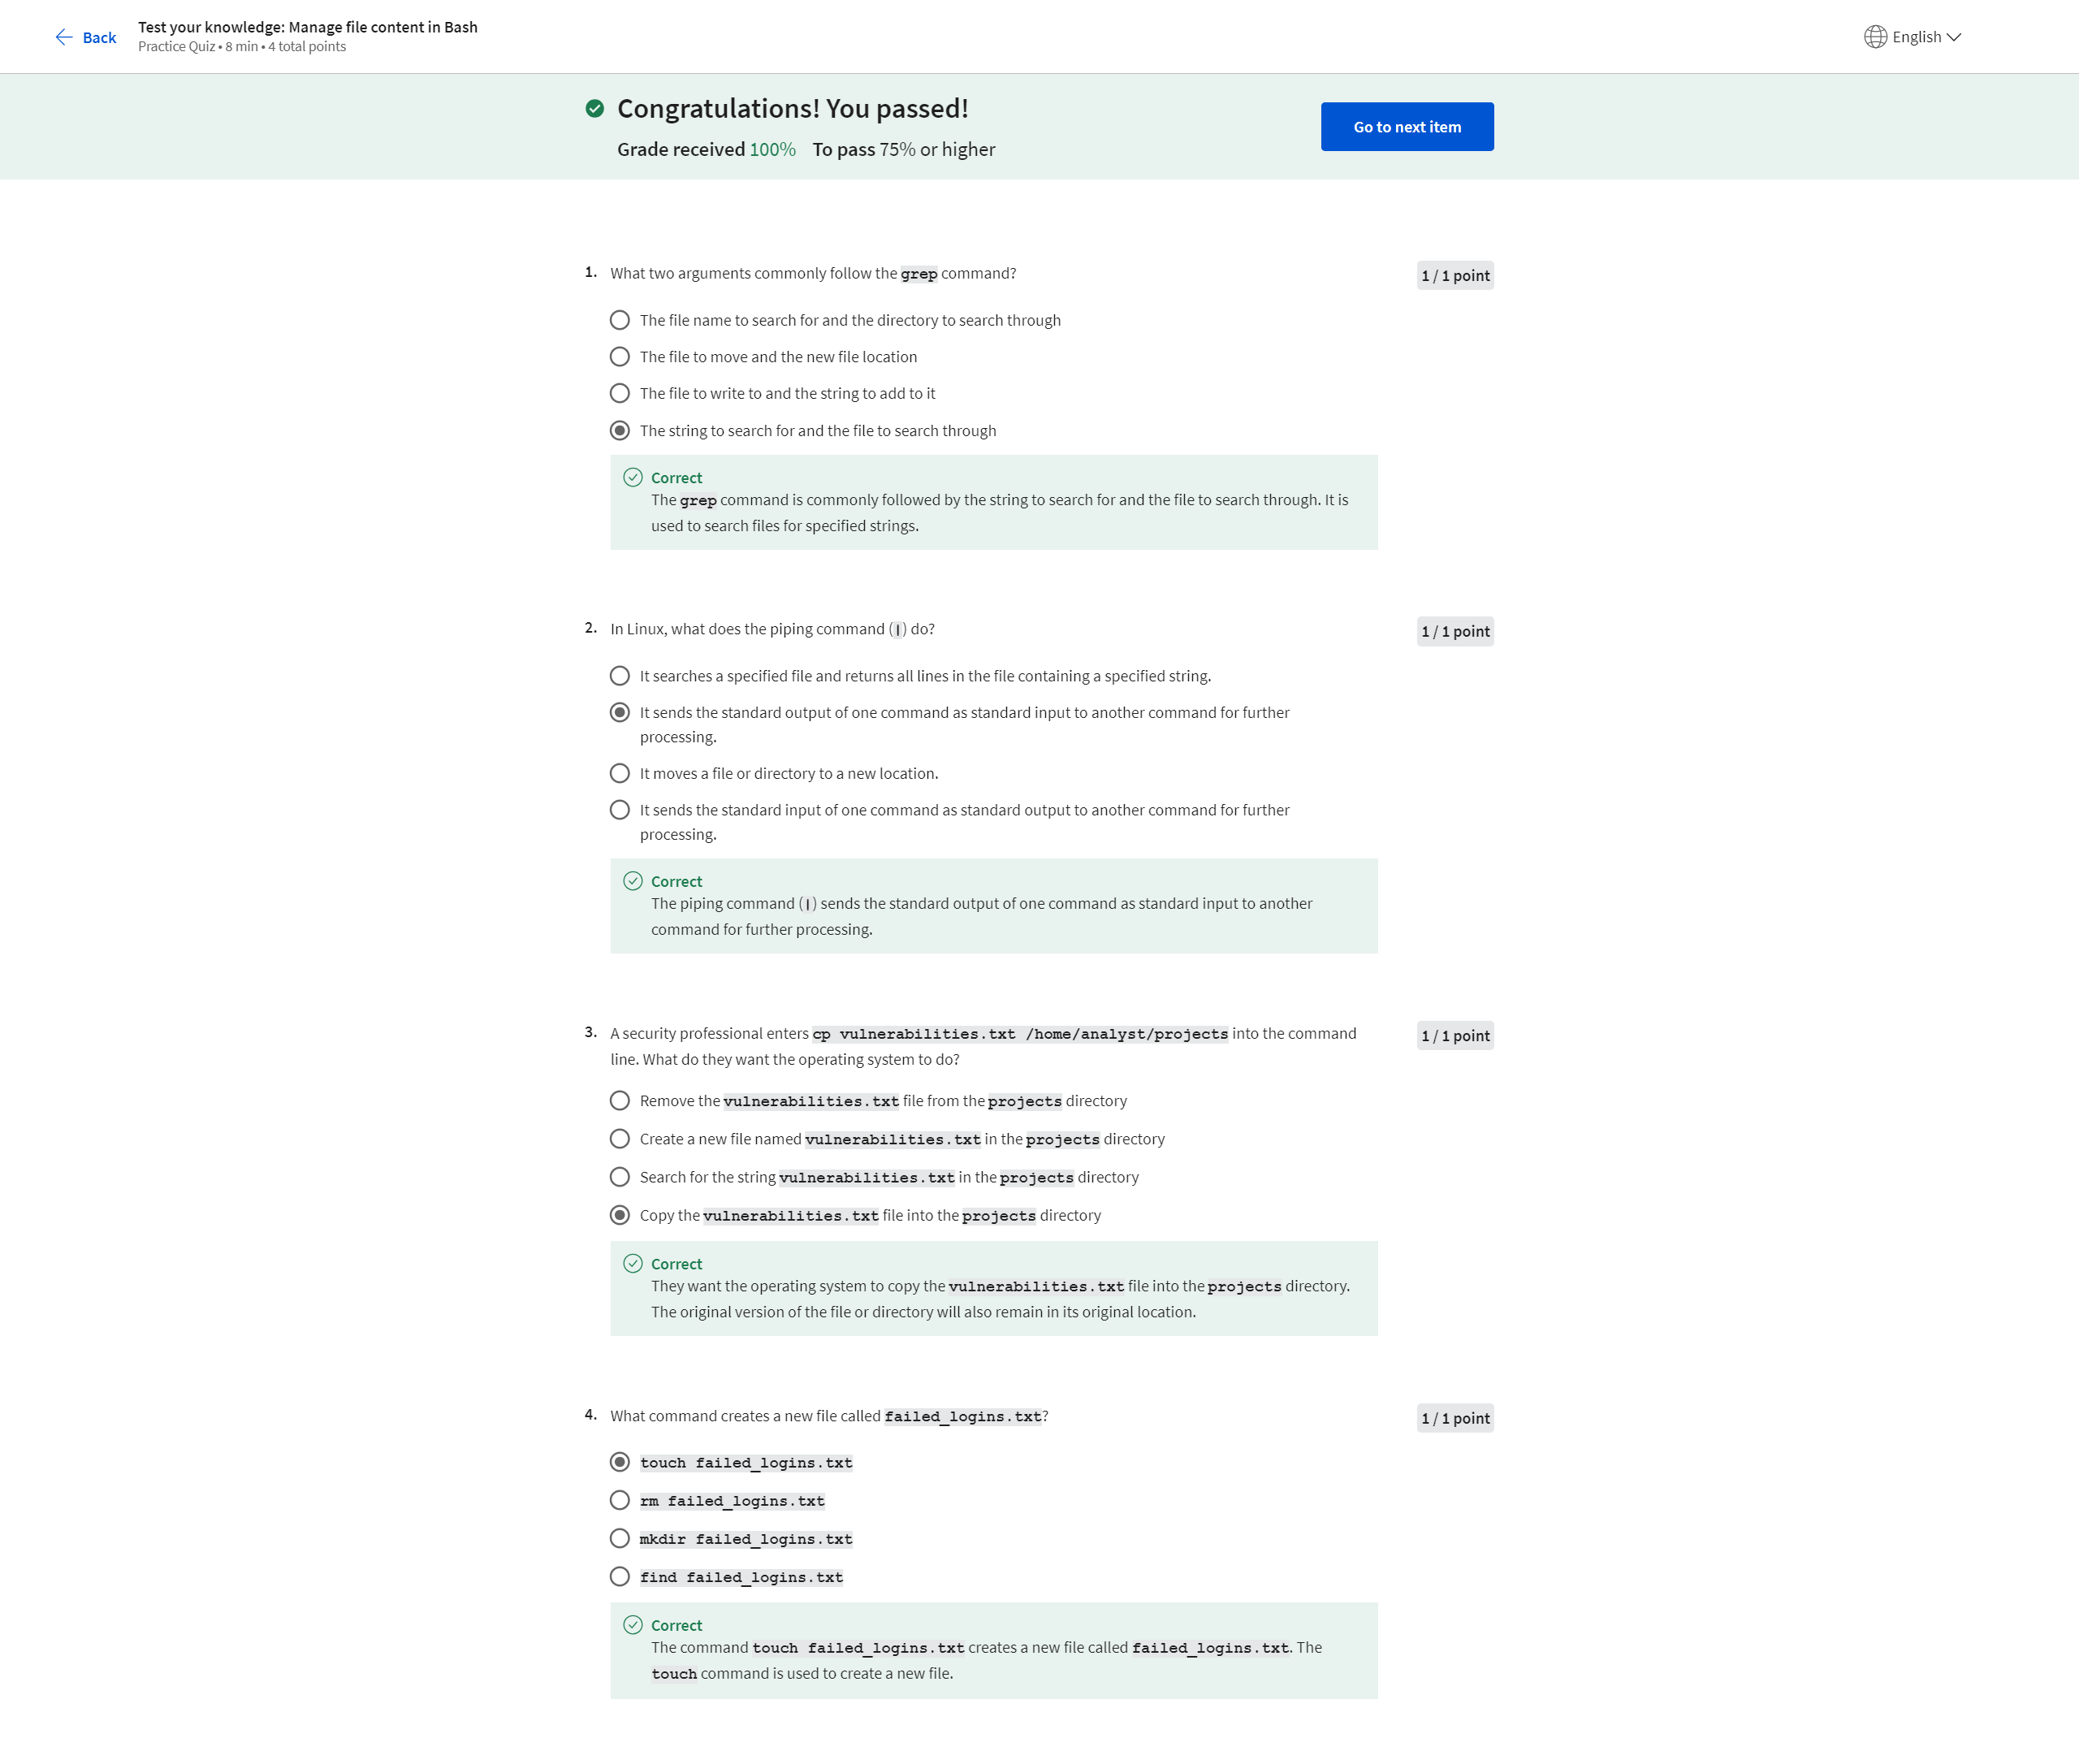 Back
Test your knowledge: Manage file content in Bash
Practice Quiz • 8 min • 4 total points
English
Congratulations! You passed!
Grade received 100% To pass 75% or higher
Go to next item
1. What two arguments commonly follow the grep command?
1 / 1 point
The file name to search for and the directory to search through
The file to move and the new file location
The file to write to and the string to add to it
The string to search for and the file to search through
Correct
The grep command is commonly followed by the string to search for and the file to search through. It is
used to search files for specified strings.
2. In Linux, what does the piping command (|) do?
1 / 1 point
It searches a specified file and returns all lines in the file containing a specified string.
It sends the standard output of one command as standard input to another command for further
processing.
It moves a file or directory to a new location.
It sends the standard input of one command as standard output to another command for further
processing.
Correct
The piping command (|) sends the standard output of one command as standard input to another
command for further processing.
3. A security professional enters cp vulnerabilities.txt /home/analyst/projects into the command
line. What do they want the operating system to do?
1 / 1 point
Remove the vulnerabilities.txt file from the projects directory
Create a new file named vulnerabilities.txt in the projects directory
Search for the string vulnerabilities.txt in the projects directory
Copy the vulnerabilities.txt file into the projects directory
Correct
They want the operating system to copy the vulnerabilities.txt file into the projects directory.
The original version of the file or directory will also remain in its original location.
4. What command creates a new file called failed_logins.txt?
1 / 1 point
touch failed_logins.txt
rm failed_logins.txt
mkdir failed_logins.txt
find failed_logins.txt
Correct
The command touch failed_logins.txt creates a new file called failed_logins.txt. The
touch command is used to create a new file.